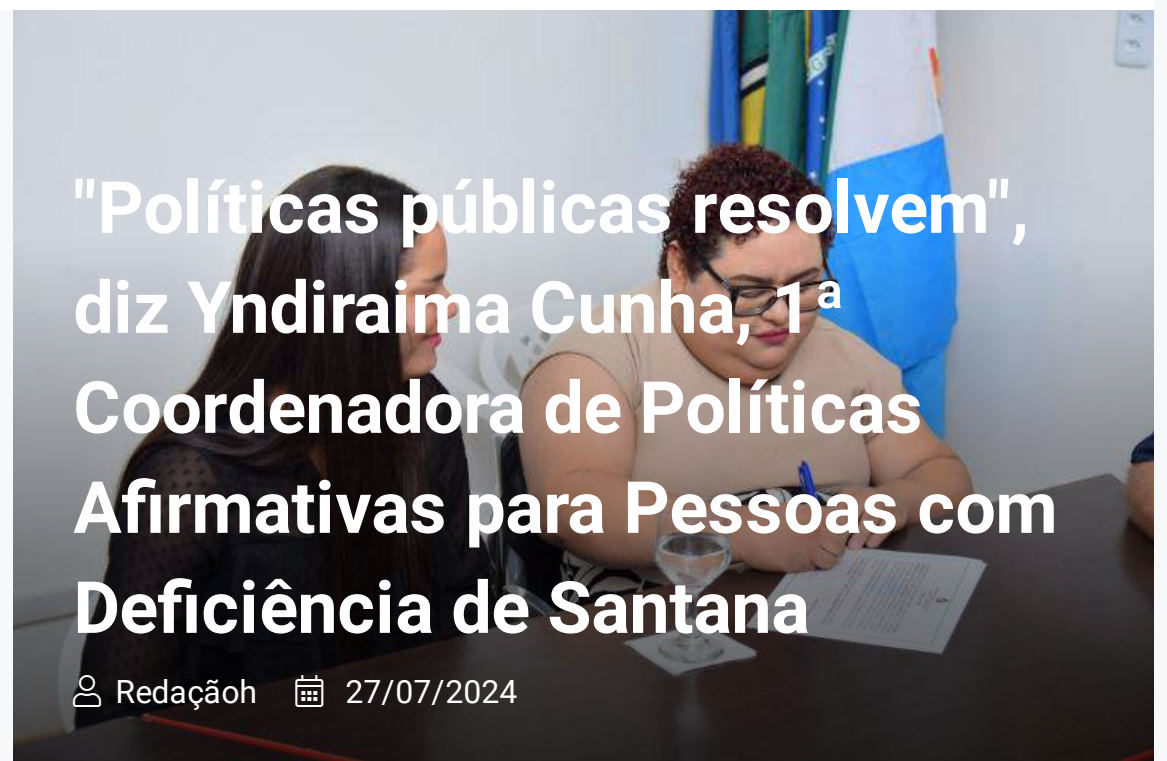 "Políticas públicas resolvem",
diz Yndiraima Cunha, 1ª
Coordenadora de Políticas
Afirmativas para Pessoas com
Deficiência de Santana
Redaçãoh 27/07/2024